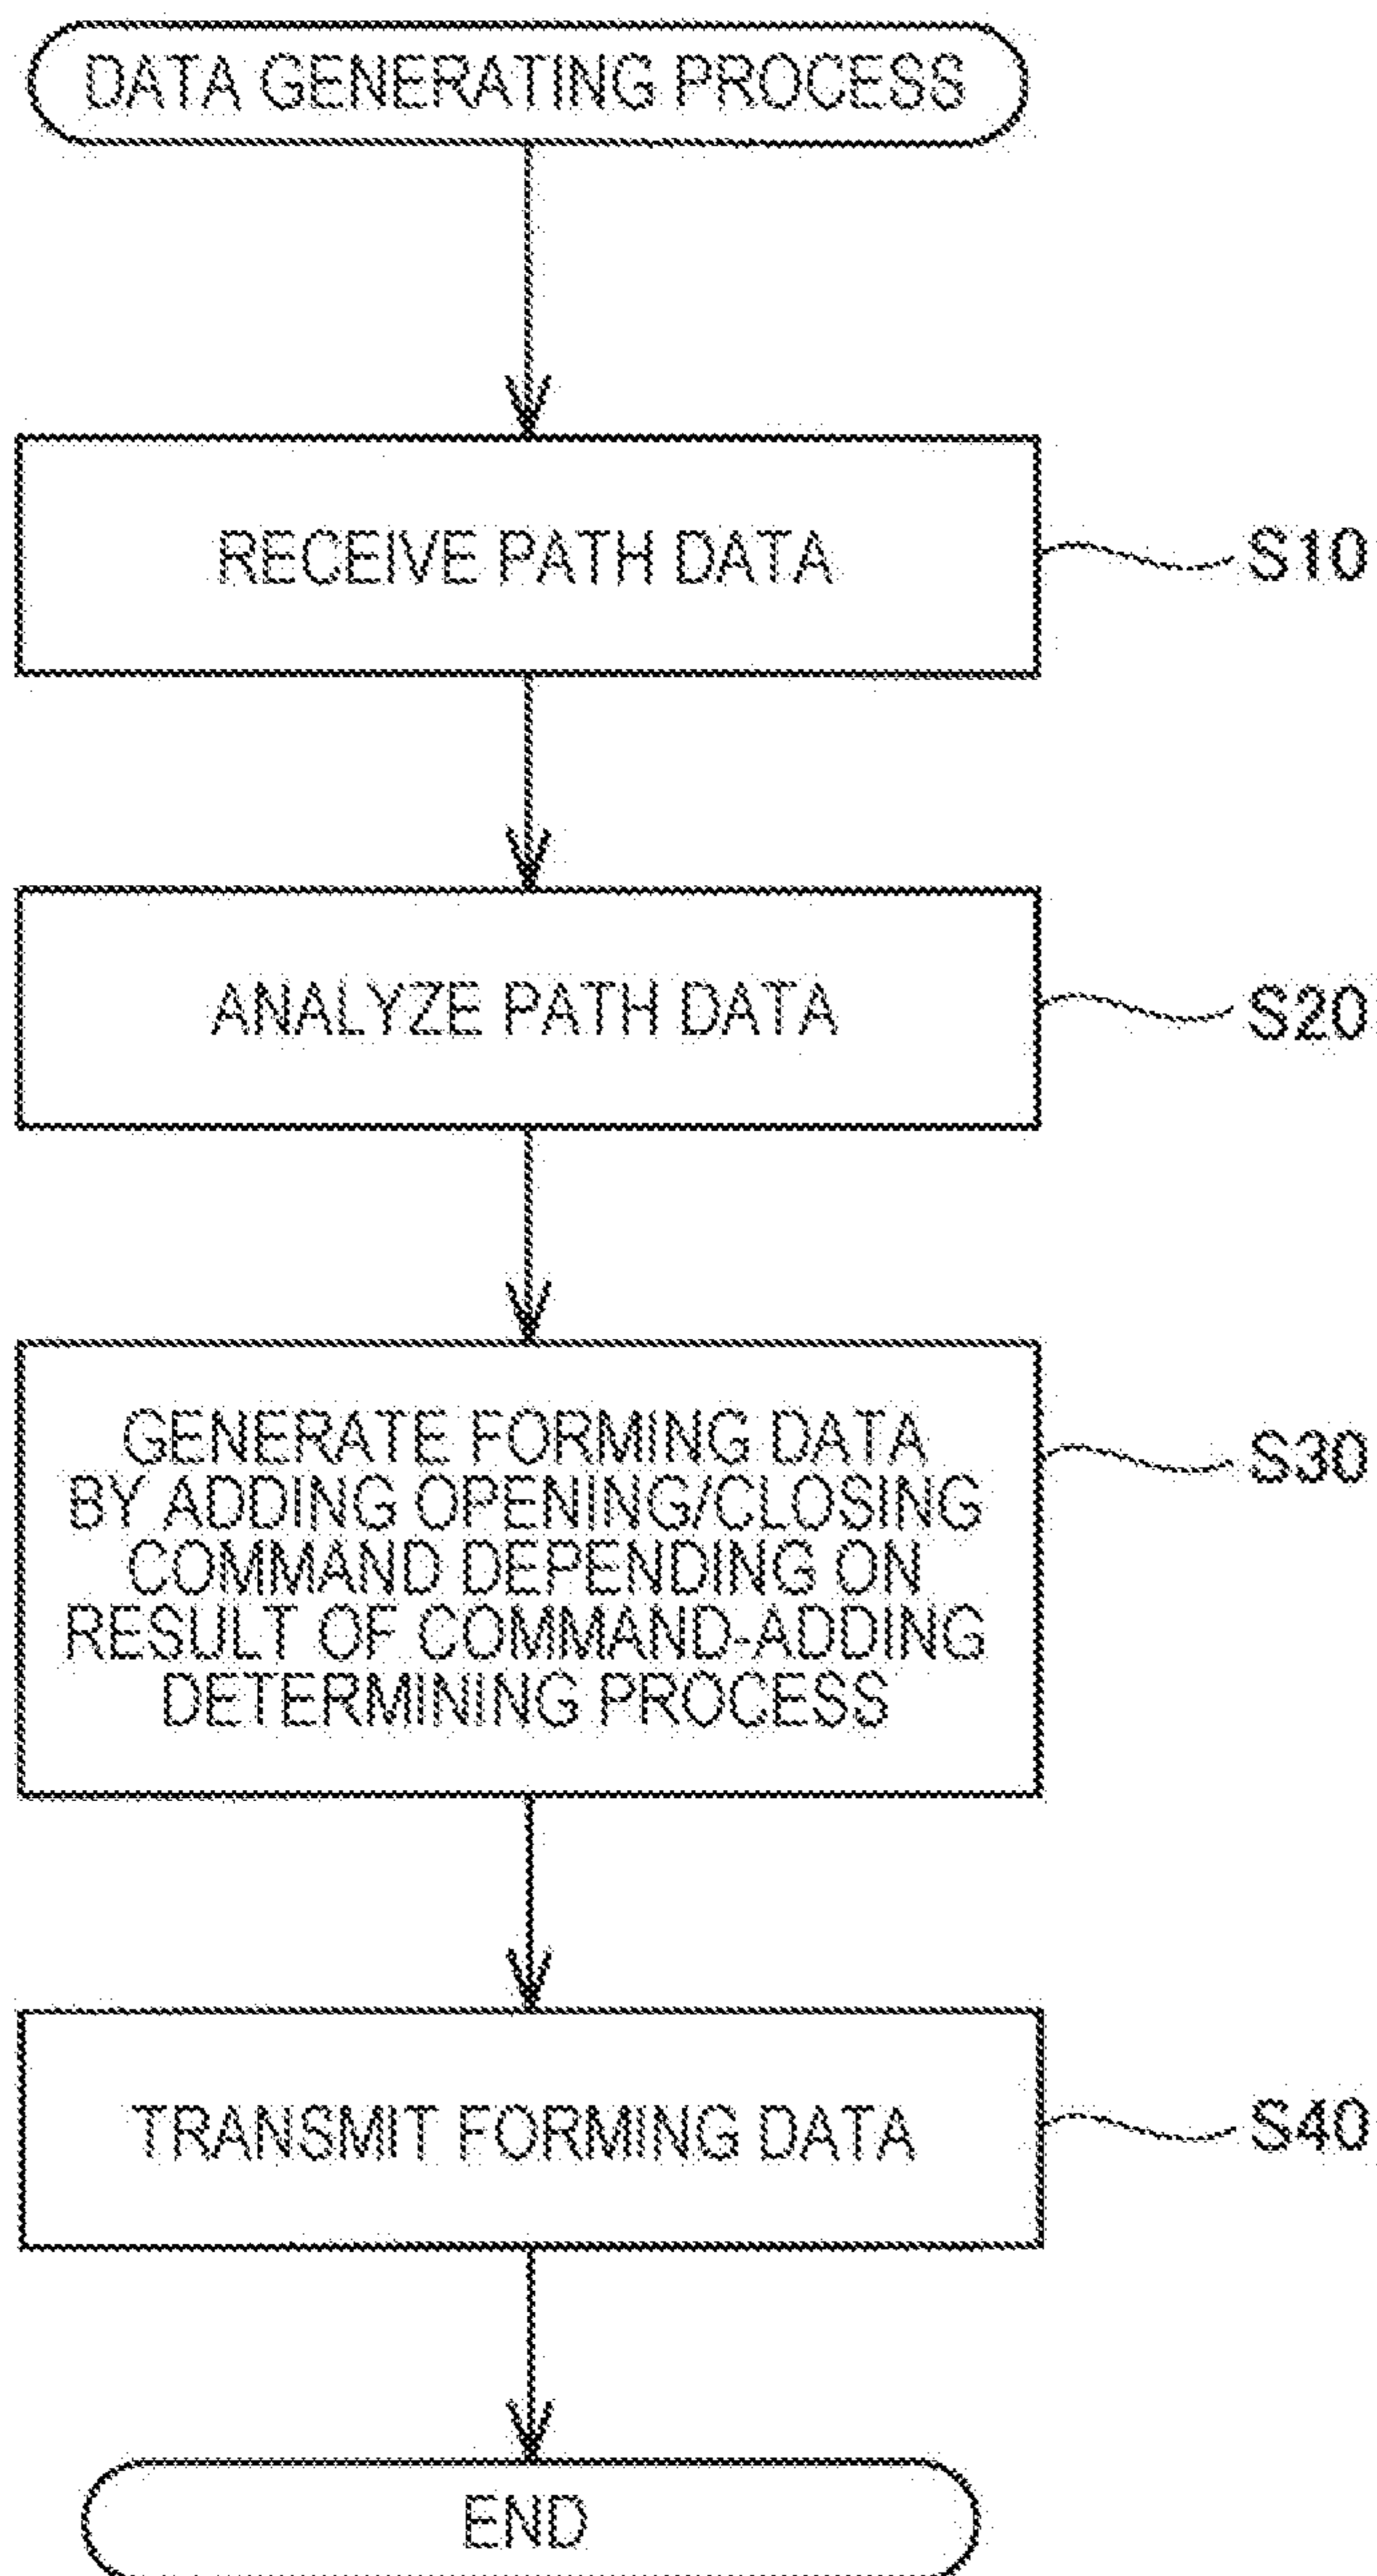 DATA GENERATING PROCESS
RECEIVE PATH DATA
S10
ANALYZE PATH DATA
S20
GENERATE FORMING DATA
BY ADDING OPENING/CLOSING
COMMAND DEPENDING ON
RESULT OF COMMAND-ADDING
DETERMINING PROCESS
S30
TRANSMIT FORMING DATA
S40
END